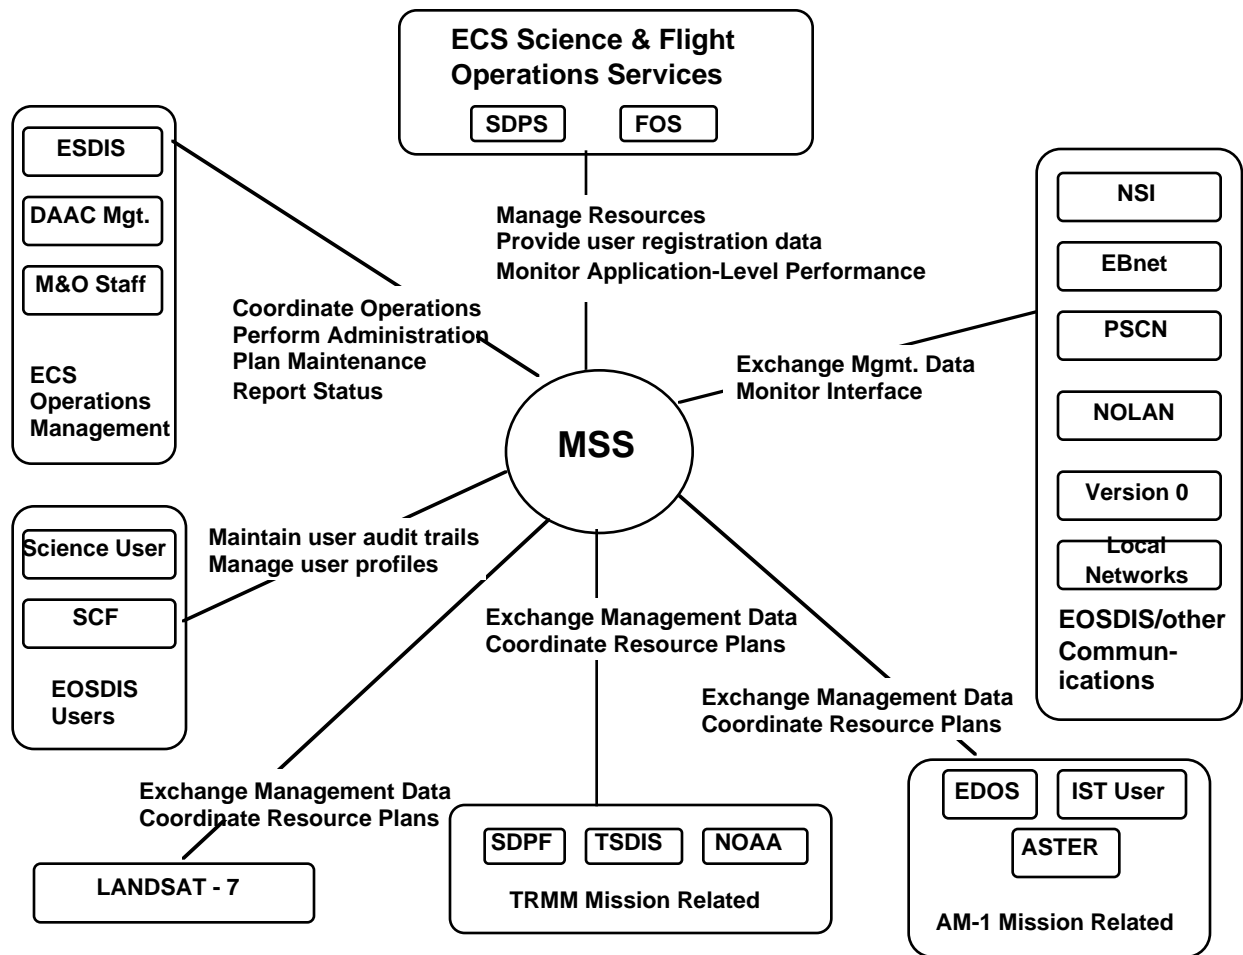 ECS Science & Flight
Operations Services
SDPS
FOS
ESDIS
DAAC Mgt.
M&O Staff
ECS
Operations
Management
Manage Resources
Provide user registration data
Monitor Application-Level Performance
Coordinate Operations
Perform Administration
Plan Maintenance
Report Status
NSI
EBnet
PSCN
NOLAN
Version 0
Local
Networks
EOSDIS/other
Commun-
ications
Exchange Mgmt. Data
Monitor Interface
MSS
Science User
SCF
EOSDIS
Users
Maintain user audit trails
Manage user profiles
Exchange Management Data
Coordinate Resource Plans
Exchange Management Data
Coordinate Resource Plans
Exchange Management Data
Coordinate Resource Plans
LANDSAT - 7
SDPF
TSDIS
NOAA
TRMM Mission Related
EDOS
IST User
ASTER
AM-1 Mission Related